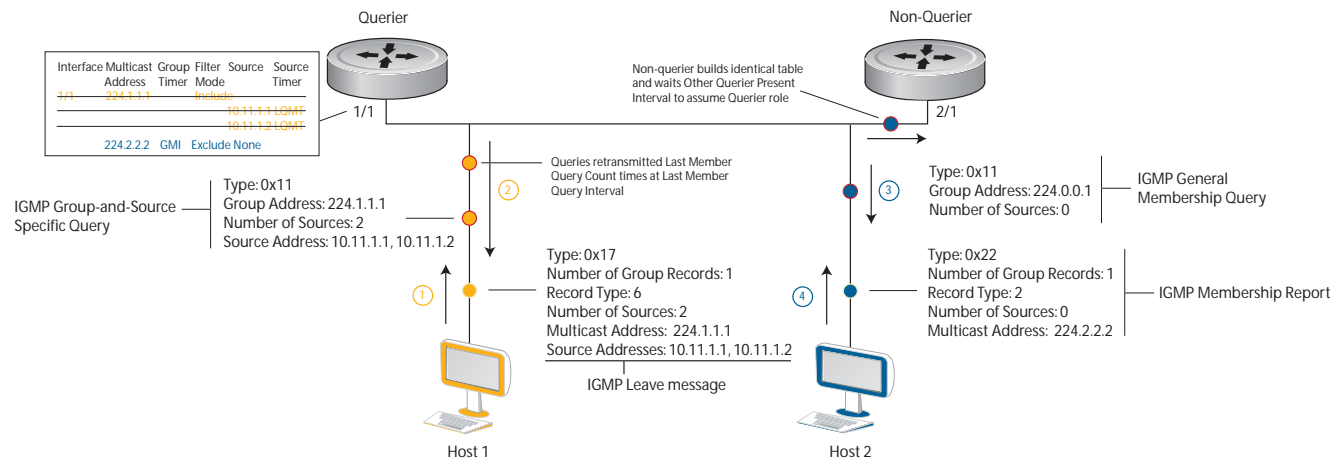 Querier
Non-Querier
Interface Multicast Group Filter Source Source
Address Timer Mode Timer
1/1 224.1.1.1 Include
10.11.1.1 LQMT
10.11.1.2 LQMT
224.2.2.2 GMI Exclude None
1/1
Non-querier builds identical table
and waits Other Querier Present
Interval to assume Querier role
2/1
2
Queries retransmitted Last Member
Query Count times at Last Member
Query Interval
IGMP Group-and-Source
Specific Query
Type: 0x11
Group Address: 224.1.1.1
Number of Sources: 2
Source Address: 10.11.1.1, 10.11.1.2
3
Type: 0x11
Group Address: 224.0.0.1
Number of Sources: 0
IGMP General
Membership Query
1
Type: 0x17
Number of Group Records: 1
Record Type: 6
Number of Sources: 2
Multicast Address: 224.1.1.1
Source Addresses: 10.11.1.1, 10.11.1.2
IGMP Leave message
4
Type: 0x22
Number of Group Records: 1
Record Type: 2
Number of Sources: 0
Multicast Address: 224.2.2.2
IGMP Membership Report
Host 1
Host 2